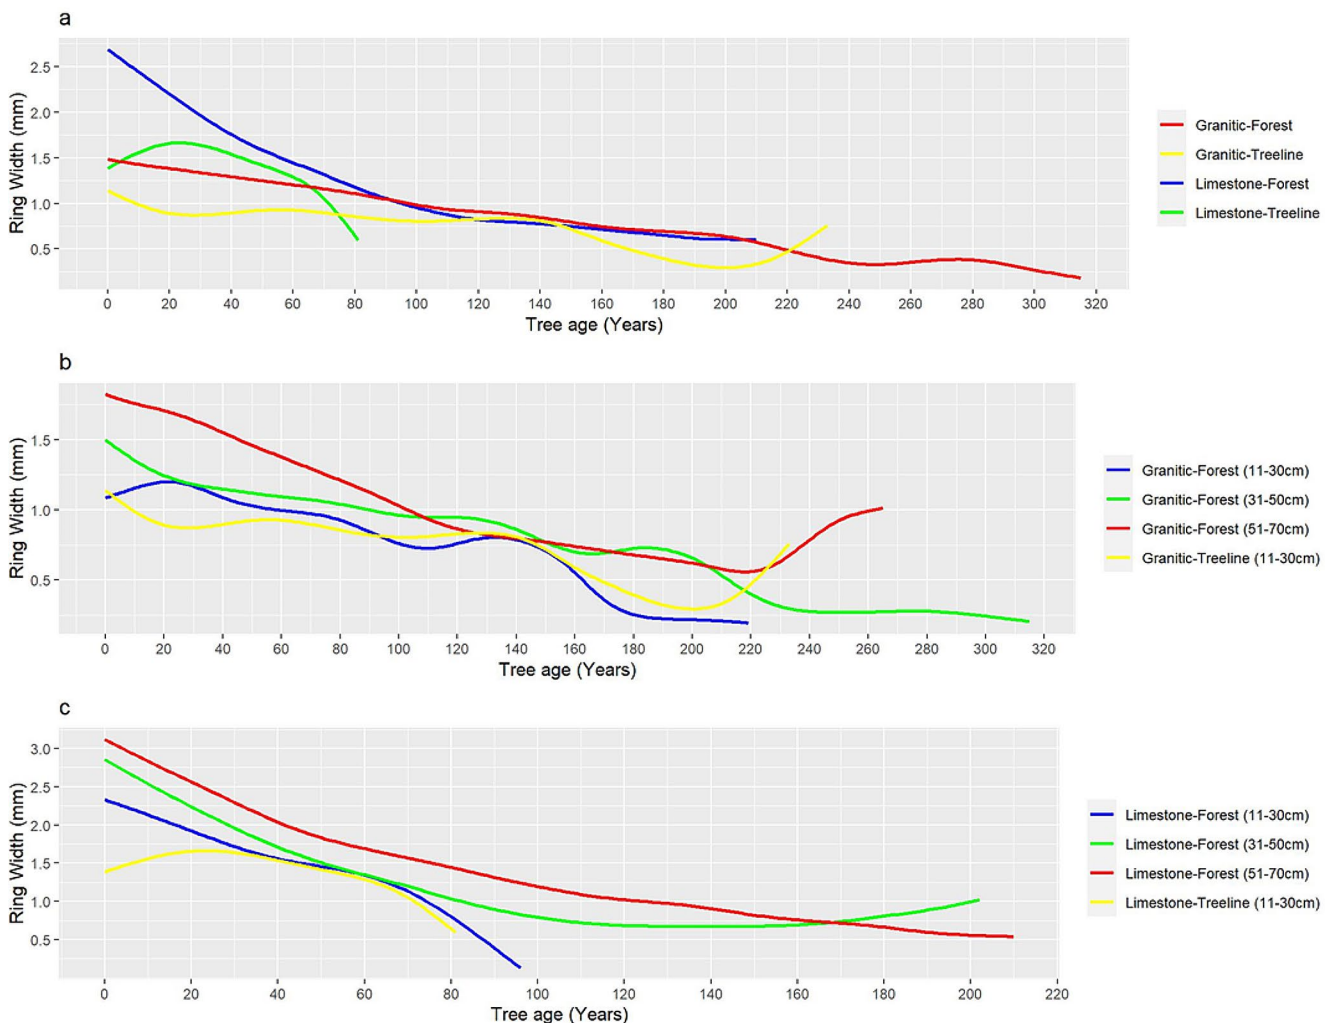 a
2.5
2.0
1.5
1.0
0.5
Ring Width (mm)
0 20 40 60 80 100 120 140 160 180 200 220 240 260 280 300 320
Tree age (Years)
Granitic-Forest
Granitic-Treeline
Limestone-Forest
Limestone-Treeline
b
1.5
1.0
0.5
Ring Width (mm)
0 20 40 60 80 100 120 140 160 180 200 220 240 260 280 300 320
Tree age (Years)
Granitic-Forest (11-30cm)
Granitic-Forest (31-50cm)
Granitic-Forest (51-70cm)
Granitic-Treeline (11-30cm)
c
3.0
2.5
2.0
1.5
1.0
0.5
Ring Width (mm)
0 20 40 60 80 100 120 140 160 180 200 220
Tree age (Years)
Limestone-Forest (11-30cm)
Limestone-Forest (31-50cm)
Limestone-Forest (51-70cm)
Limestone-Treeline (11-30cm)